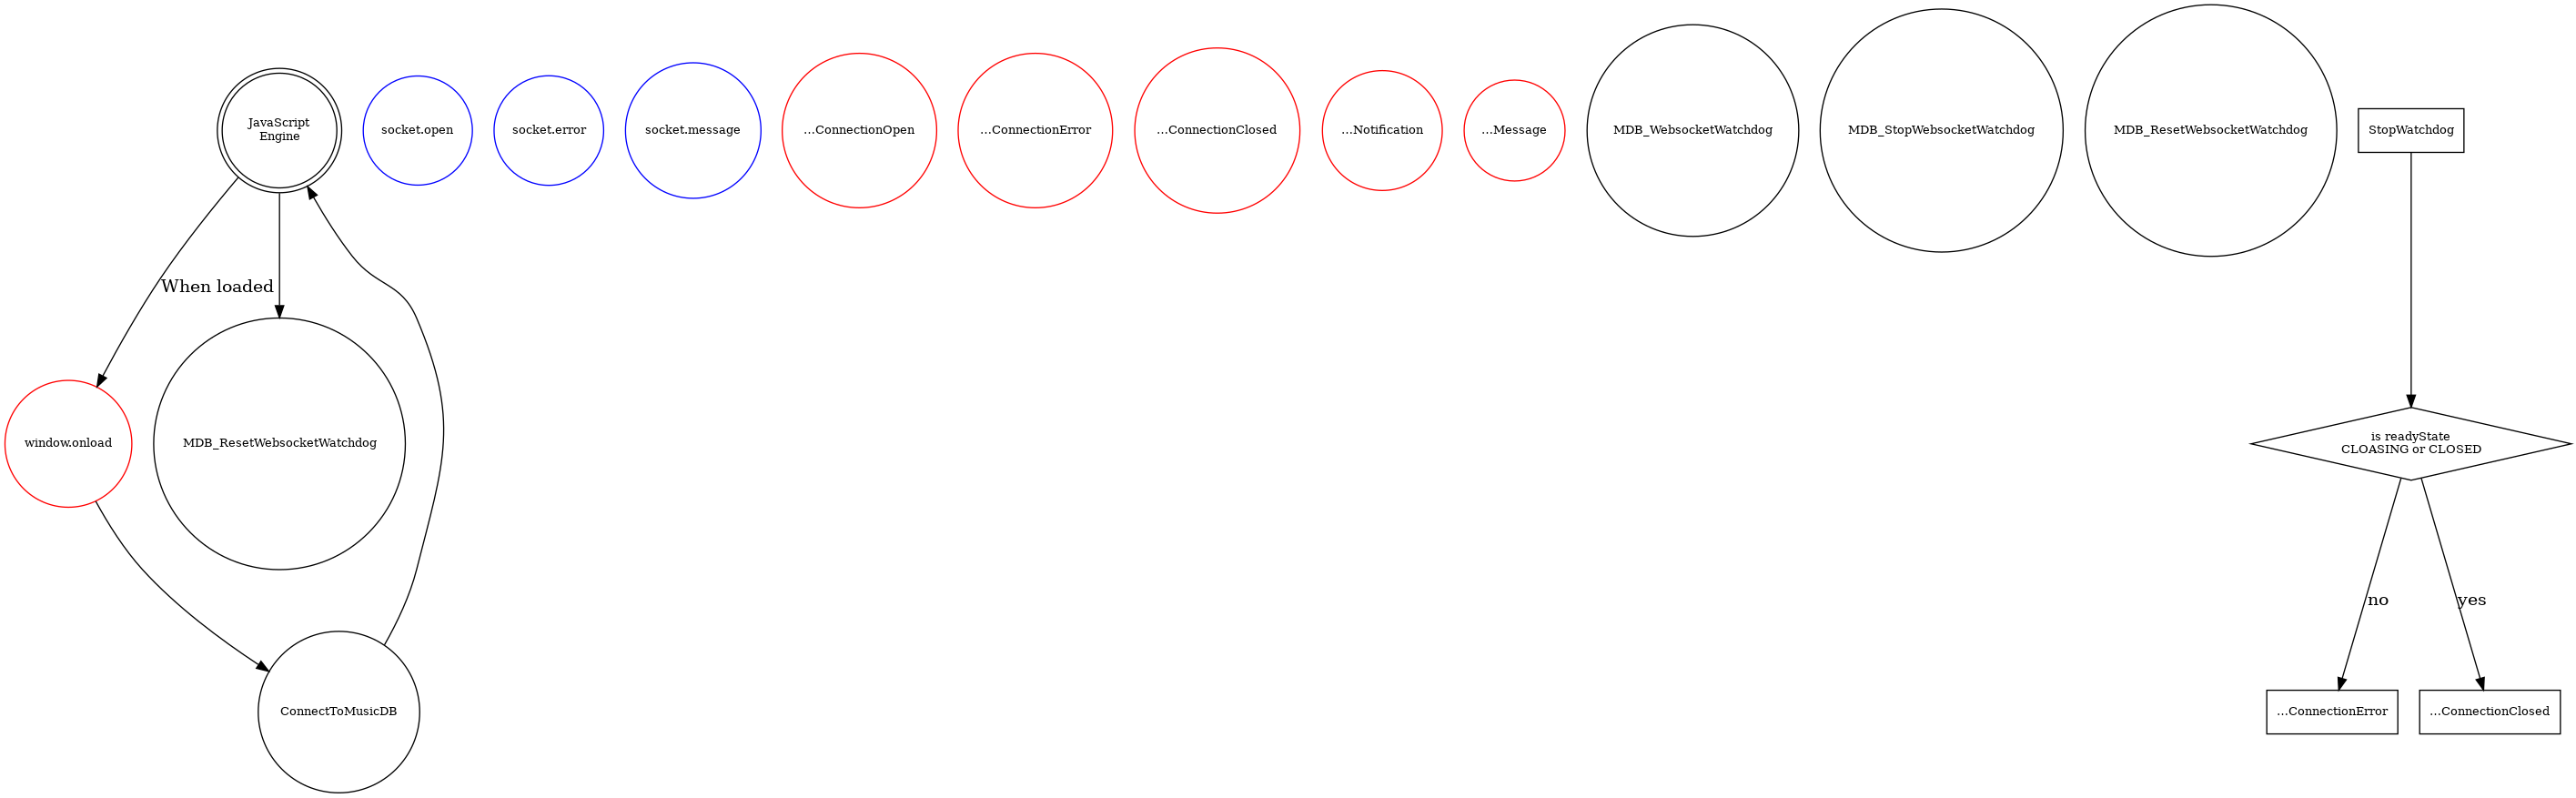 JavaScript
Engine
socket.open
socket.error
socket.message
...ConnectionOpen
...ConnectionError
...ConnectionClosed
...Notification
...Message
MDB_WebsocketWatchdog
MDB_StopWebsocketWatchdog
MDB_ResetWebsocketWatchdog
StopWatchdog
When loaded
window.onload
MDB_ResetWebsocketWatchdog
is readyState
CLOASING or CLOSED
no
yes
ConnectToMusicDB
...ConnectionError
...ConnectionClosed